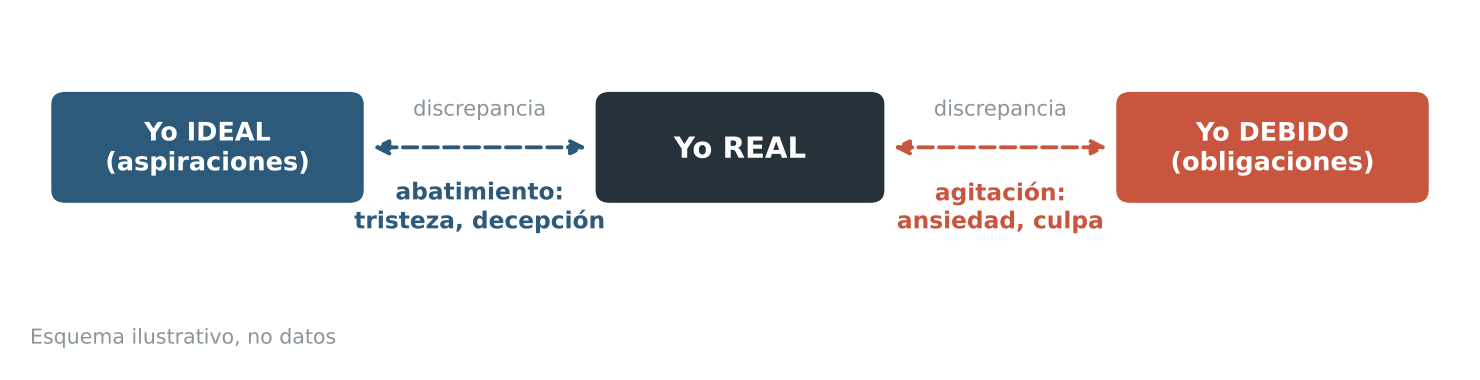 Yo IDEAL
(aspiraciones)
discrepancia
abatimiento:
tristeza, decepción
Yo REAL
discrepancia
agitación:
ansiedad, culpa
Yo DEBIDO
(obligaciones)
Esquema ilustrativo, no datos